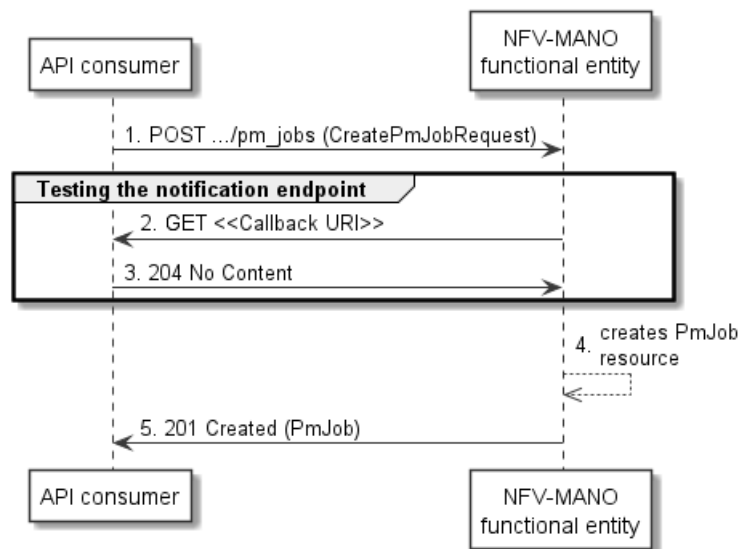 API consumer
NFV-MANO
functional entity
1. POST .../pm_jobs (CreatePmJobRequest)
Testing the notification endpoint
2. GET <<Callback URI>>
3. 204 No Content
4. creates PmJob
resource
5. 201 Created (PmJob)
API consumer
NFV-MANO
functional entity